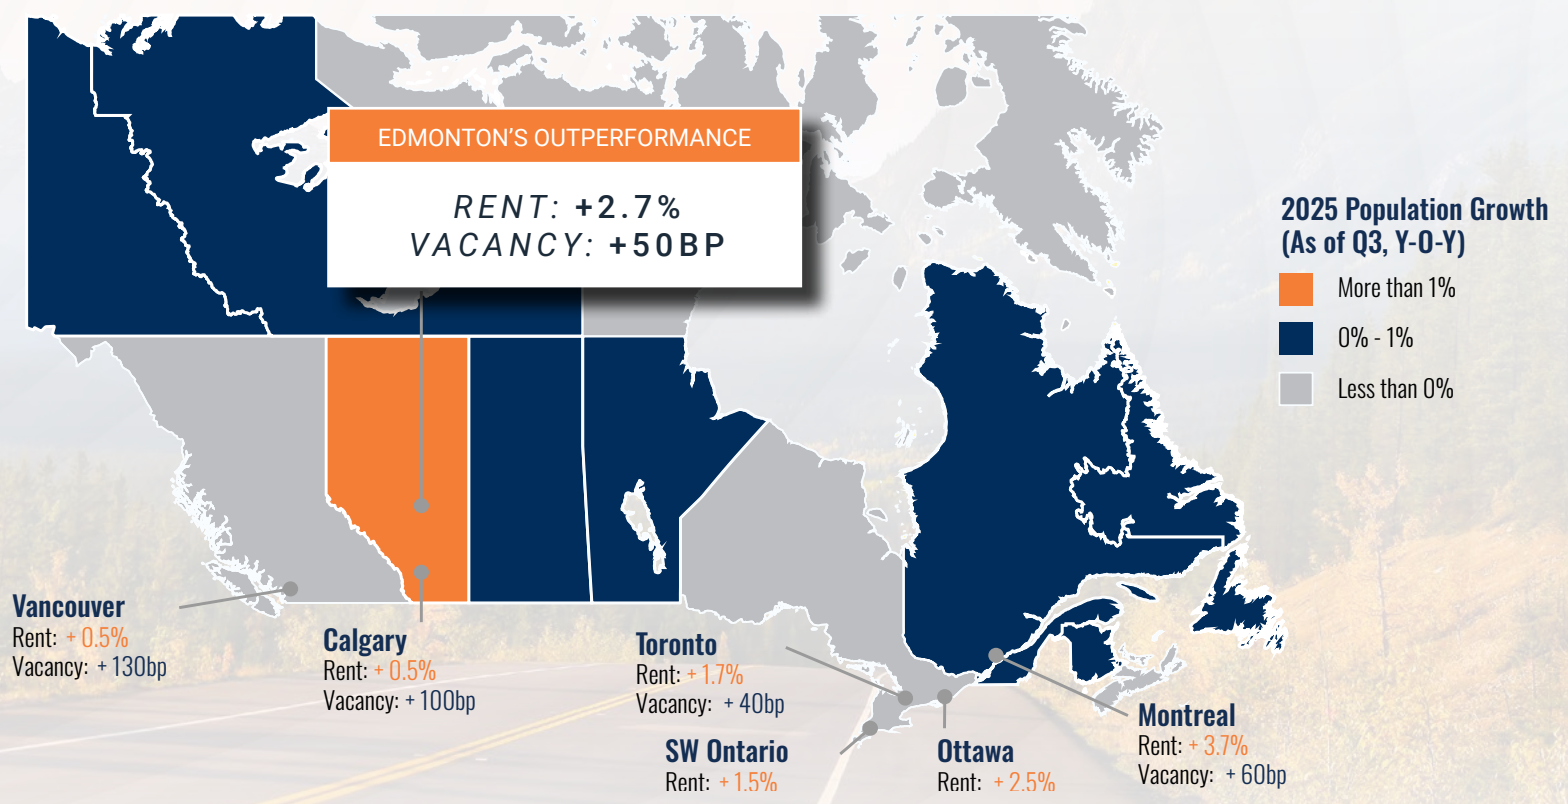 EDMONTON'S OUTPERFORMANCE
RENT: +2.7%
VACANCY: +50BP
2025 Population Growth
(As of Q3, Y-O-Y)
More than 1%
0% - 1%
Less than 0%
Vancouver
Rent: + 0.5%
Vacancy: + 130bp
Calgary
Rent: + 0.5%
Vacancy: + 100bp
Toronto
Rent: + 1.7%
Vacancy: + 40bp
SW Ontario
Rent: + 1.5%
Ottawa
Rent: + 2.5%
Montreal
Rent: + 3.7%
Vacancy: + 60bp